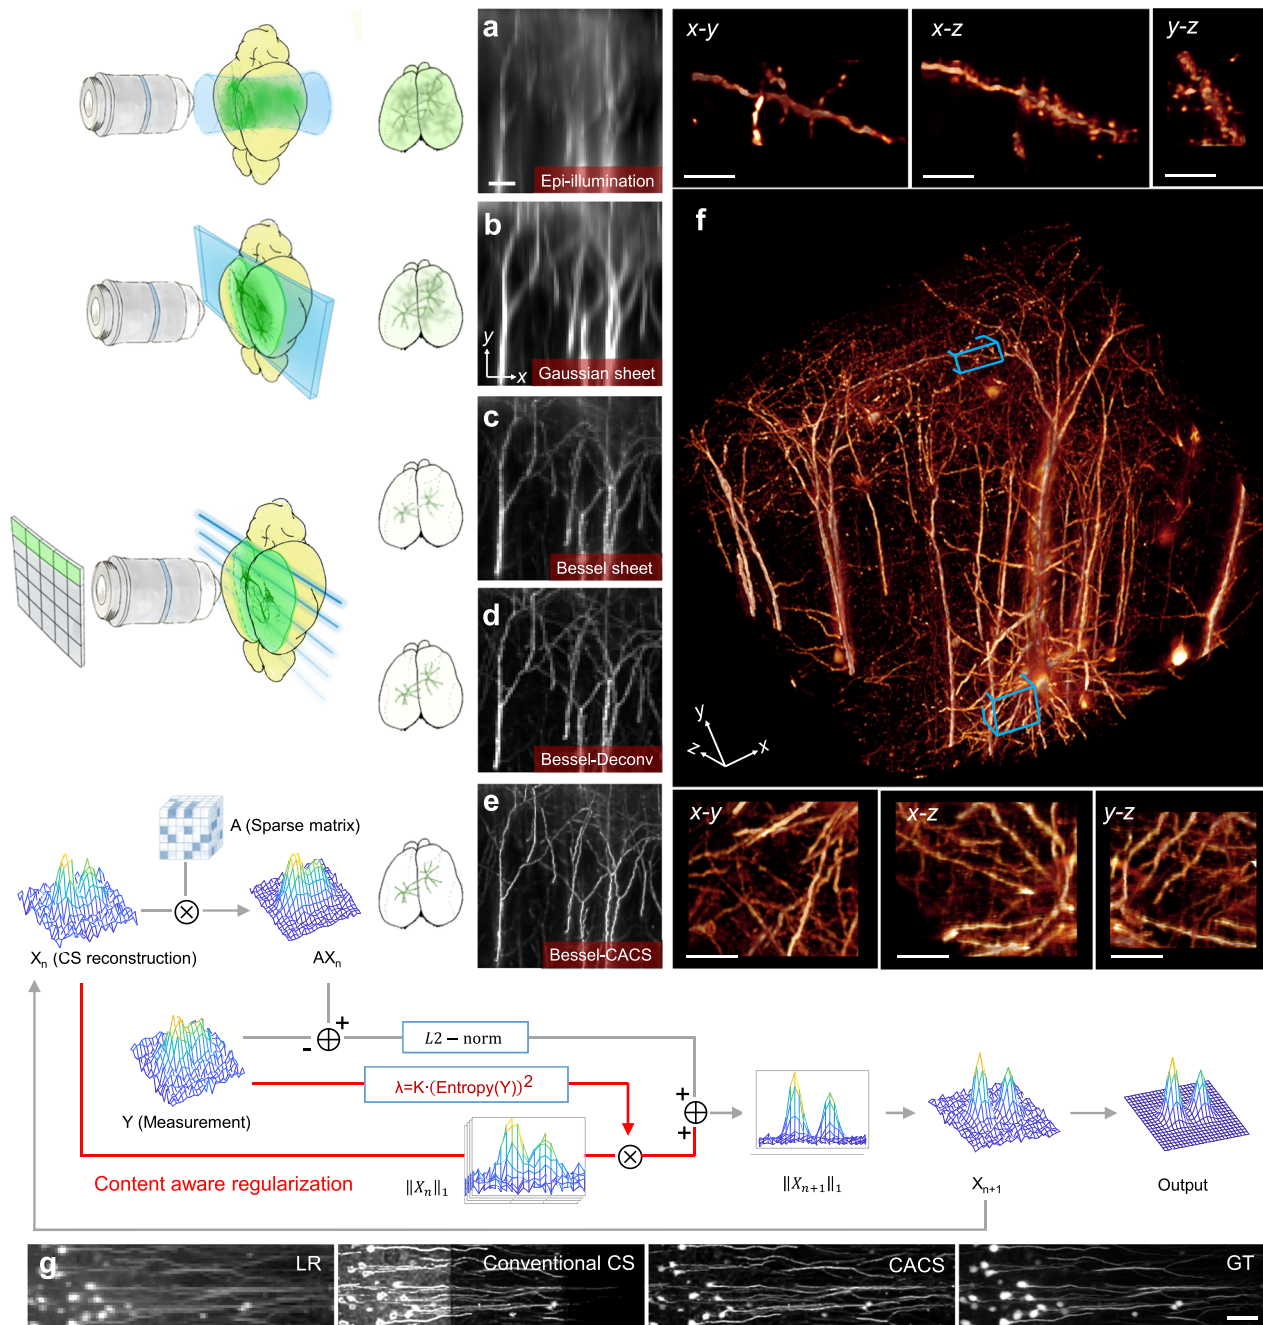 a
Epi-illumination
b
y
x
Gaussian sheet
c
Bessel sheet
d
Bessel-Deconv
e
Bessel-CACS
x-y
x-z
y-z
f
y
z
x
x-y
x-z
y-z
A (Sparse matrix)
Xn (CS reconstruction)
AXn
+
-
L2 − norm
Y (Measurement)
λ=K·(Entropy(Y))2
+
+
Content aware regularization
‖Xn‖1
‖Xn+1‖1
Xn+1
Output
g
LR
Conventional CS
CACS
GT